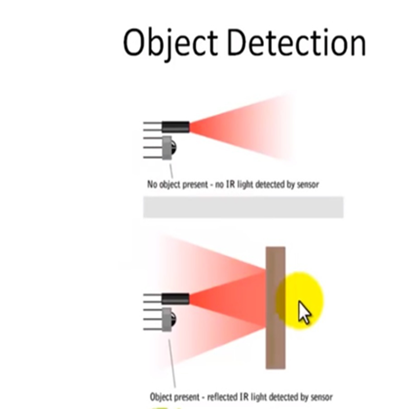 Object Detection
No object present - no IR light detected by sensor
Object present - reflected IR light detected by sensor